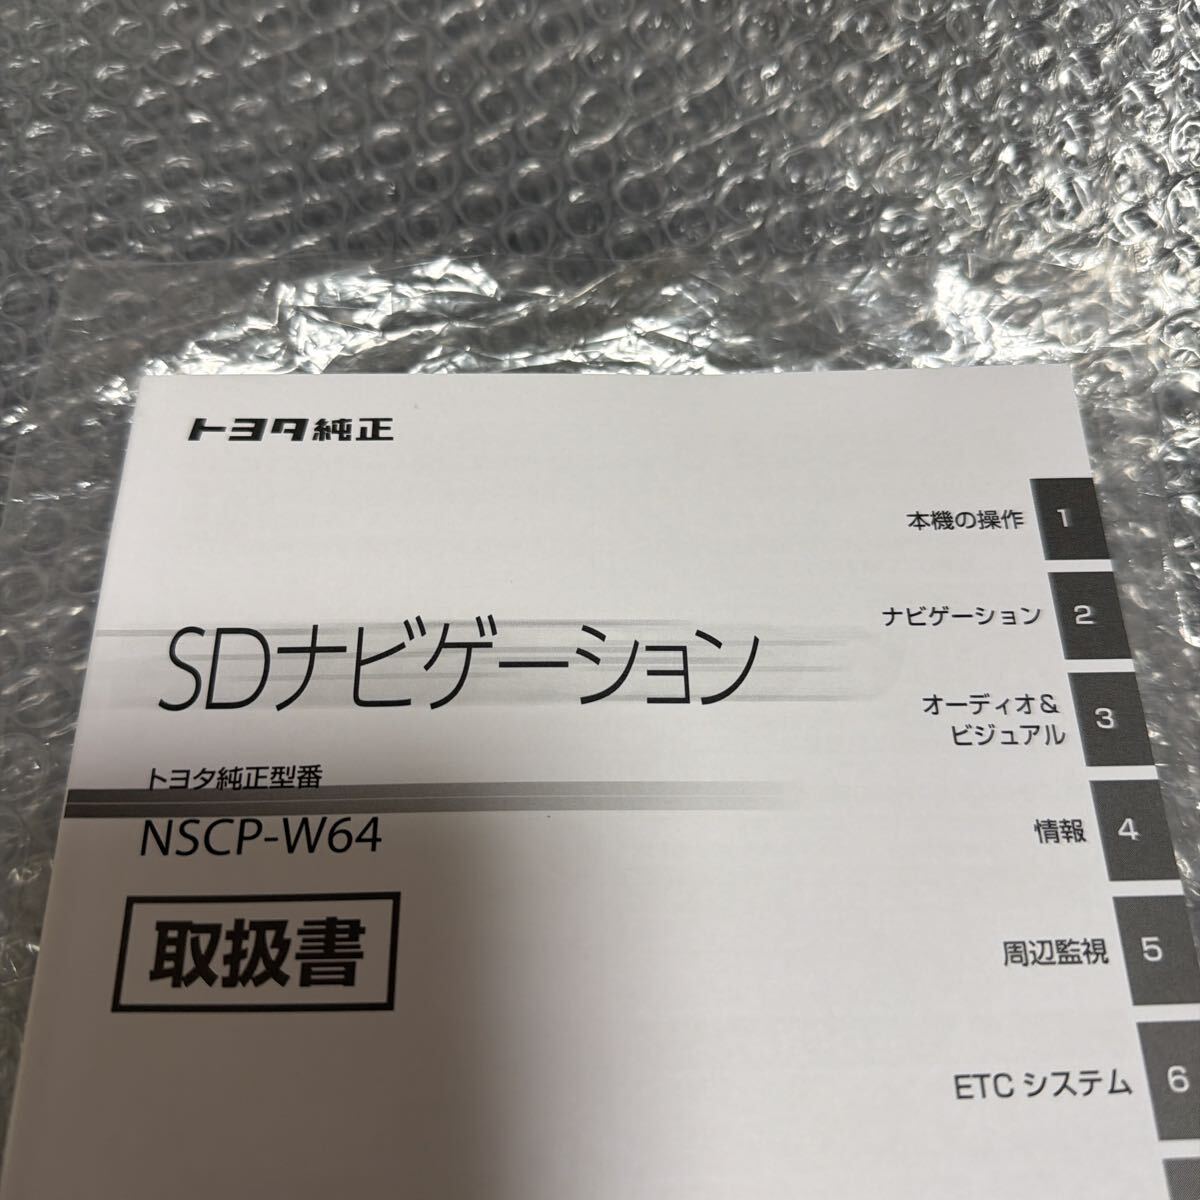 トヨタ純正
本機の操作 1
ナビゲーション 2
SDナビゲーション
オーディオ&
ビジュアル 3
トヨタ純正型番
NSCP-W64
情報 4
取扱書
周辺監視 5
ETC システム 6